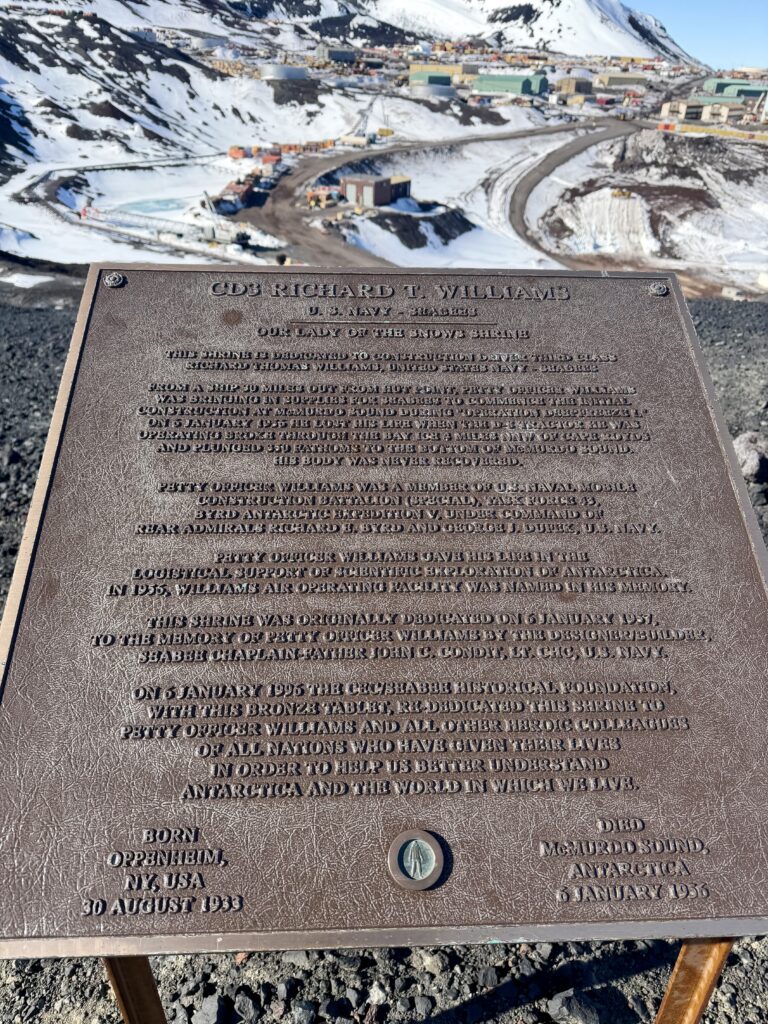 CD3 RICHARD T. WILLIAMS
U. S. NAVY - SEABEES
OUR LADY OF THE SNOWS SHRINE
THIS SHRINE IS DEDICATED TO CONSTRUCTION DRIVER THIRD CLASS
RICHARD THOMAS WILLIAMS, UNITED STATES NAVY - SEABEES
FROM A SHIP 30 MILES OUT FROM HUT POINT, PETTY OFFICER WILLIAMS
WAS BRINGING IN SUPPLIES FOR SEABEES TO COMMENCE THE INITIAL
CONSTRUCTION AT McMURDO SOUND DURING "OPERATION DEEPFREEZE I."
ON 6 JANUARY 1956 HE LOST HIS LIFE WHEN THE D-8 TRACTOR HE WAS
OPERATING BROKE THROUGH THE BAY ICE 4 MILES OF CAPE ROYDS
AND PLUNGED 350 FATHOMS TO THE BOTTOM OF McMURDO SOUND.
HIS BODY WAS NEVER RECOVERED.
PETTY OFFICER WILLIAMS WAS A MEMBER OF U.S. NAVAL MOBILE
CONSTRUCTION BATTALION (SPECIAL), TASK FORCE 43,
BYRD ANTARCTIC EXPEDITION V, UNDER COMMAND OF
REAR ADMIRALS RICHARD E. BYRD AND GEORGE J. DUFEK, U.S. NAVY.
PETTY OFFICER WILLIAMS GAVE HIS LIFE IN THE
LOGISTICAL SUPPORT OF SCIENTIFIC EXPLORATION OF ANTARCTICA.
IN 1956, WILLIAMS AIR OPERATING FACILITY WAS NAMED IN HIS MEMORY.
THIS SHRINE WAS ORIGINALLY DEDICATED ON 6 JANUARY 1957,
TO THE MEMORY OF PETTY OFFICER WILLIAMS BY THE DESIGNER/BUILDER,
SEABEE CHAPLAIN-FATHER JOHN C. CONDIT, LT. CHC, U.S. NAVY.
ON 6 JANUARY 1996 THE CEC/SEABEE HISTORICAL FOUNDATION,
WITH THIS BRONZE TABLET, RE-DEDICATED THIS SHRINE TO
PETTY OFFICER WILLIAMS AND ALL OTHER HEROIC COLLEAGUES
OF ALL NATIONS WHO HAVE GIVEN THEIR LIVES
IN ORDER TO HELP US BETTER UNDERSTAND
ANTARCTICA AND THE WORLD IN WHICH WE LIVE.
BORN
OPPENHEIM,
NY, USA
30 AUGUST 1933
DIED
McMURDO SOUND,
ANTARCTICA
6 JANUARY 1956